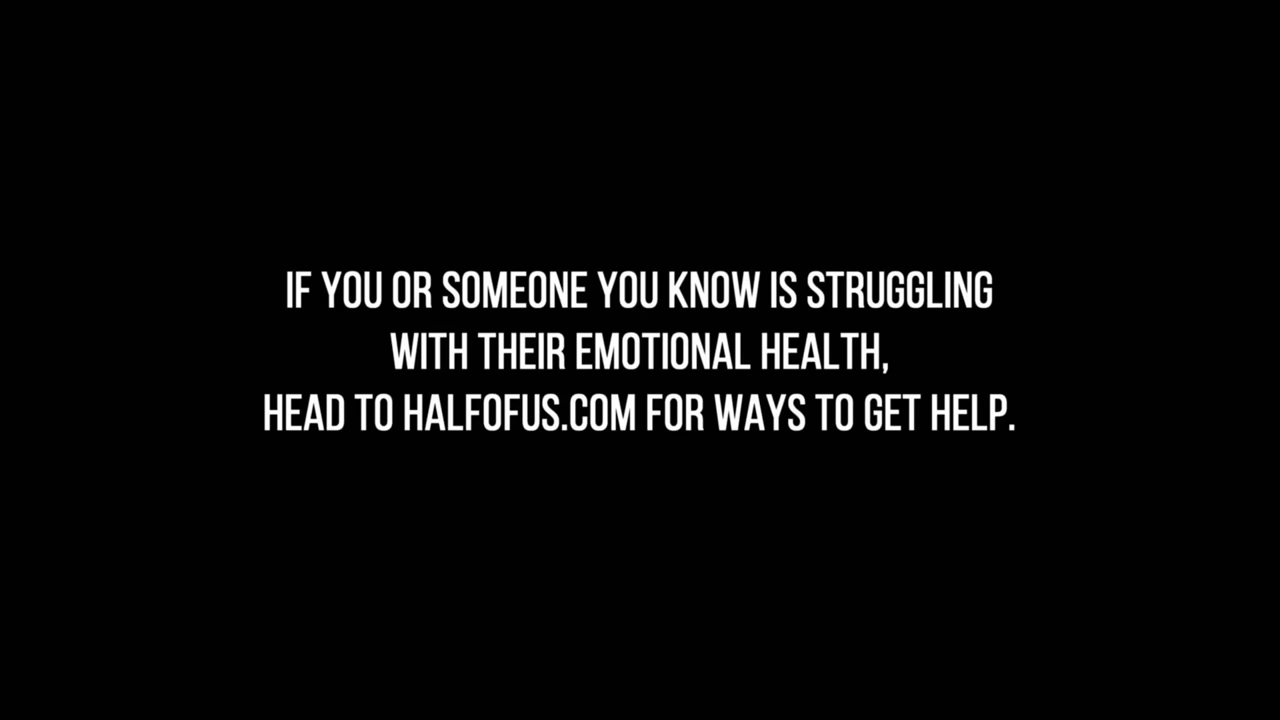 IF YOU OR SOMEONE YOU KNOW IS STRUGGLING
WITH THEIR EMOTIONAL HEALTH,
HEAD TO HALFOFUS.COM FOR WAYS TO GET HELP.